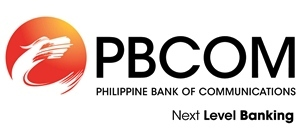 PBCOM
PHILIPPINE BANK OF COMMUNICATIONS
Next Level Banking